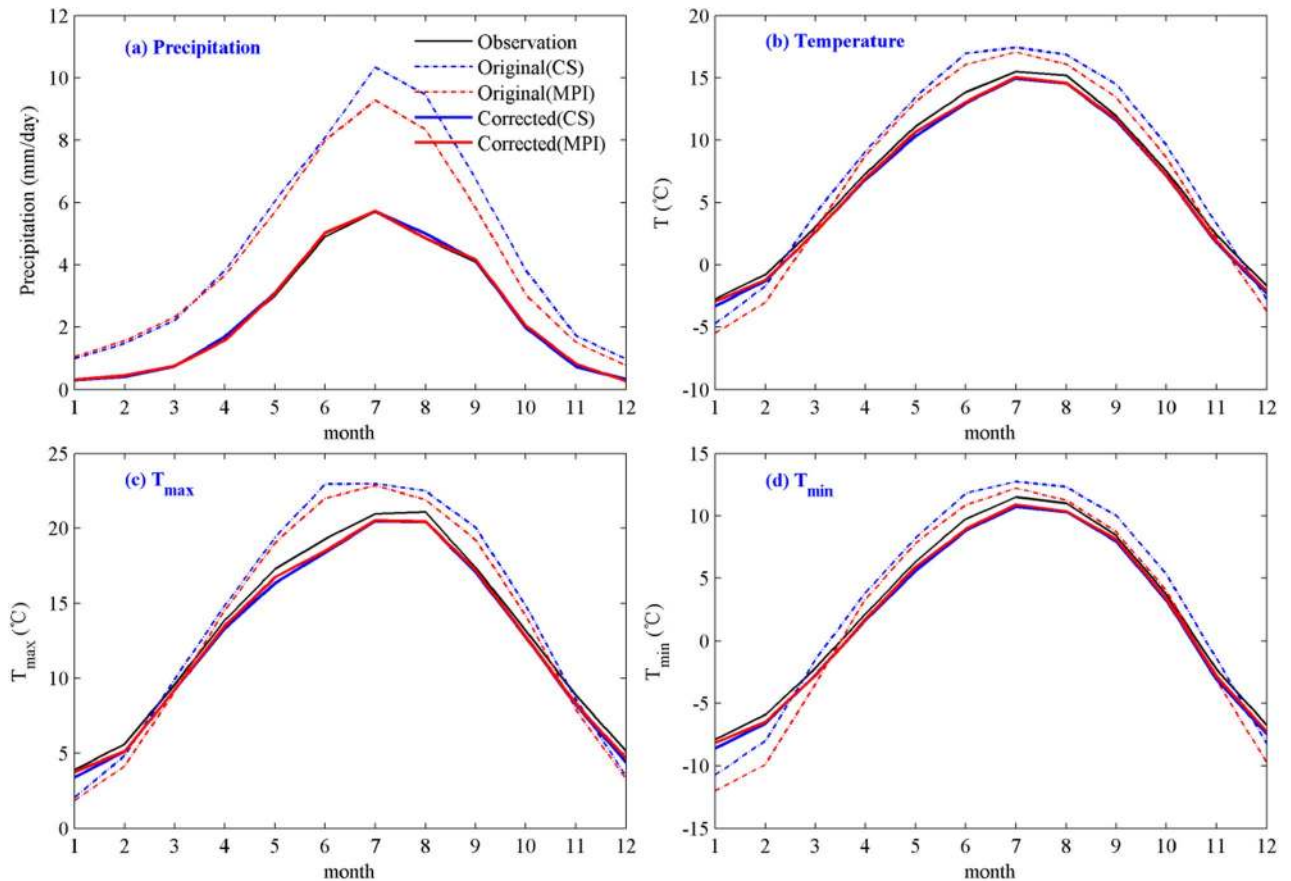 (a) Precipitation
Observation
Original(CS)
Original(MPI)
Corrected(CS)
Corrected(MPI)
Precipitation (mm/day)
12
10
8
6
4
2
0
1 2 3 4 5 6 7 8 9 10 11 12
month
(b) Temperature
T (℃)
20
15
10
5
0
-5
-10
1 2 3 4 5 6 7 8 9 10 11 12
month
(c) Tmax
Tmax (℃)
25
20
15
10
5
0
1 2 3 4 5 6 7 8 9 10 11 12
month
(d) Tmin
Tmin (℃)
15
10
5
0
-5
-10
-15
1 2 3 4 5 6 7 8 9 10 11 12
month